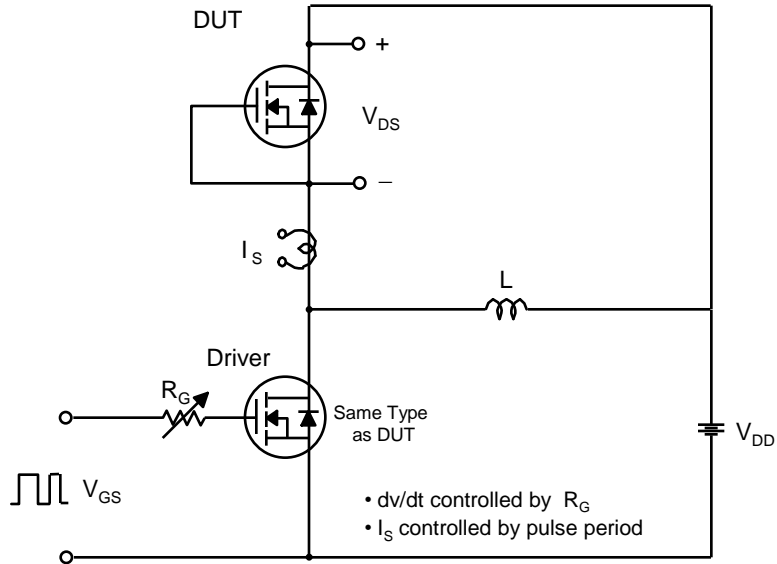 DUT
+
V_DS
−
I_S
L
Driver
R_G
Same Type
as DUT
V_DD
V_GS
• dv/dt controlled by R_G
• I_S controlled by pulse period